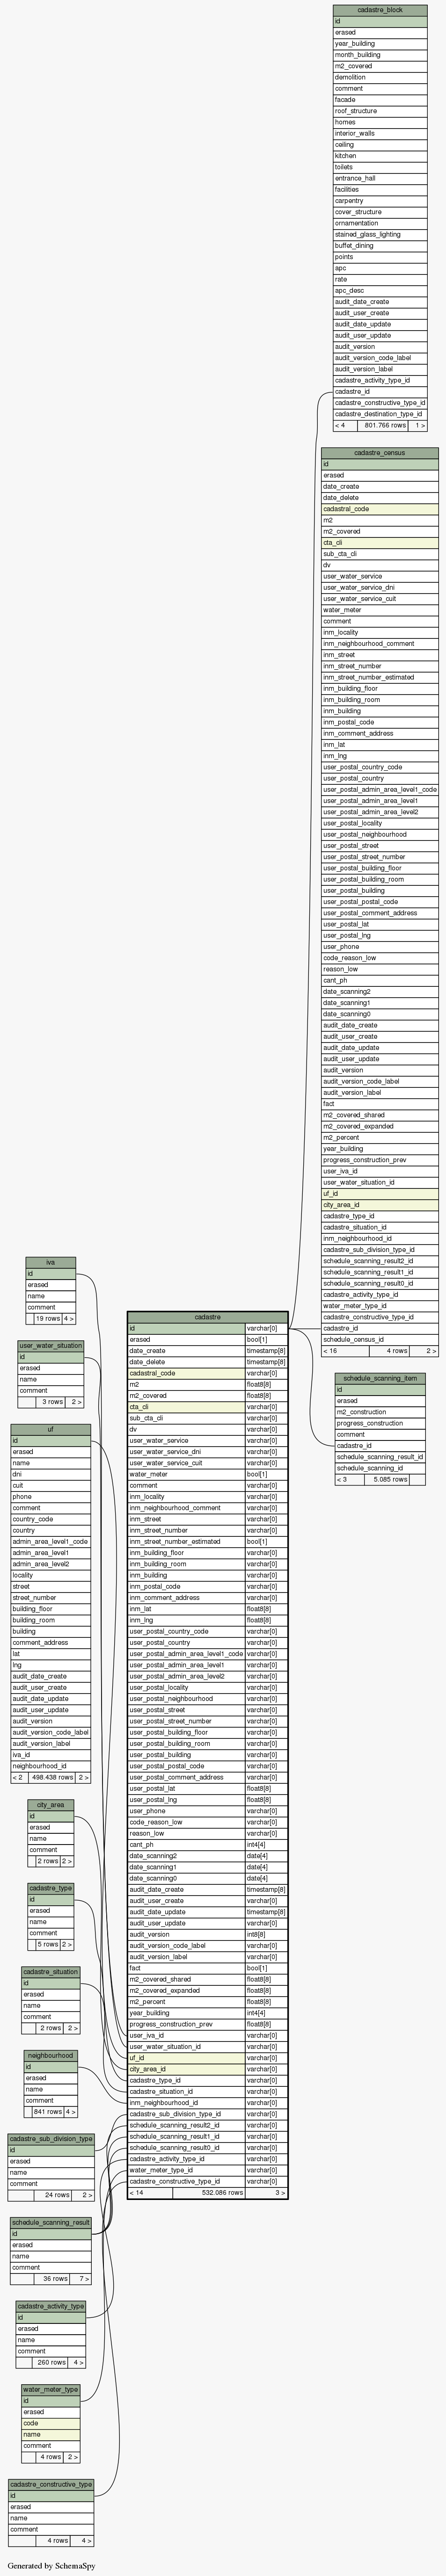 cadastre_block
id
erased
year_building
month_building
m2_covered
demolition
comment
facade
roof_structure
homes
interior_walls
ceiling
kitchen
toilets
entrance_hall
facilities
carpentry
cover_structure
ornamentation
stained_glass_lighting
buffet_dining
points
apc
rate
apc_desc
audit_date_create
audit_user_create
audit_date_update
audit_user_update
audit_version
audit_version_code_label
audit_version_label
cadastre_activity_type_id
cadastre_id
cadastre_constructive_type_id
cadastre_destination_type_id
< 4 801.766 rows 1 >
cadastre_census
id
erased
date_create
date_delete
cadastral_code
m2
m2_covered
cta_cli
sub_cta_cli
dv
user_water_service
user_water_service_dni
user_water_service_cuit
water_meter
comment
inm_locality
inm_neighbourhood_comment
inm_street
inm_street_number
inm_street_number_estimated
inm_building_floor
inm_building_room
inm_building
inm_postal_code
inm_comment_address
inm_lat
inm_lng
user_postal_country_code
user_postal_country
user_postal_admin_area_level1_code
user_postal_admin_area_level1
user_postal_admin_area_level2
user_postal_locality
user_postal_neighbourhood
user_postal_street
user_postal_street_number
user_postal_building_floor
user_postal_building_room
user_postal_building
user_postal_postal_code
user_postal_comment_address
user_postal_lat
user_postal_lng
user_phone
code_reason_low
reason_low
cant_ph
date_scanning2
date_scanning1
date_scanning0
audit_date_create
audit_user_create
audit_date_update
audit_user_update
audit_version
audit_version_code_label
audit_version_label
fact
m2_covered_shared
m2_covered_expanded
m2_percent
year_building
progress_construction_prev
user_iva_id
user_water_situation_id
uf_id
city_area_id
cadastre_type_id
cadastre_situation_id
inm_neighbourhood_id
cadastre_sub_division_type_id
schedule_scanning_result2_id
schedule_scanning_result1_id
schedule_scanning_result0_id
cadastre_activity_type_id
water_meter_type_id
cadastre_constructive_type_id
cadastre_id
schedule_census_id
< 16 4 rows 2 >
schedule_scanning_item
id
erased
m2_construction
progress_construction
comment
cadastre_id
schedule_scanning_result_id
schedule_scanning_id
< 3 5.085 rows
iva
id
erased
name
comment
19 rows 4 >
user_water_situation
id
erased
name
comment
3 rows 2 >
uf
id
erased
name
dni
cuit
phone
comment
country_code
country
admin_area_level1_code
admin_area_level1
admin_area_level2
locality
street
street_number
building_floor
building_room
building
comment_address
lat
lng
audit_date_create
audit_user_create
audit_date_update
audit_user_update
audit_version
audit_version_code_label
audit_version_label
iva_id
neighbourhood_id
< 2 498.438 rows 2 >
city_area
id
erased
name
comment
2 rows 2 >
cadastre_type
id
erased
name
comment
5 rows 2 >
cadastre_situation
id
erased
name
comment
2 rows 2 >
neighbourhood
id
erased
name
comment
841 rows 4 >
cadastre_sub_division_type
id
erased
name
comment
24 rows 2 >
schedule_scanning_result
id
erased
name
comment
36 rows 7 >
cadastre_activity_type
id
erased
name
comment
260 rows 4 >
water_meter_type
id
erased
code
name
comment
4 rows 2 >
cadastre_constructive_type
id
erased
name
comment
4 rows 4 >
cadastre
id varchar[0]
erased bool[1]
date_create timestamp[8]
date_delete timestamp[8]
cadastral_code varchar[0]
m2 float8[8]
m2_covered float8[8]
cta_cli varchar[0]
sub_cta_cli varchar[0]
dv varchar[0]
user_water_service varchar[0]
user_water_service_dni varchar[0]
user_water_service_cuit varchar[0]
water_meter bool[1]
comment varchar[0]
inm_locality varchar[0]
inm_neighbourhood_comment varchar[0]
inm_street varchar[0]
inm_street_number varchar[0]
inm_street_number_estimated bool[1]
inm_building_floor varchar[0]
inm_building_room varchar[0]
inm_building varchar[0]
inm_postal_code varchar[0]
inm_comment_address varchar[0]
inm_lat float8[8]
inm_lng float8[8]
user_postal_country_code varchar[0]
user_postal_country varchar[0]
user_postal_admin_area_level1_code varchar[0]
user_postal_admin_area_level1 varchar[0]
user_postal_admin_area_level2 varchar[0]
user_postal_locality varchar[0]
user_postal_neighbourhood varchar[0]
user_postal_street varchar[0]
user_postal_street_number varchar[0]
user_postal_building_floor varchar[0]
user_postal_building_room varchar[0]
user_postal_building varchar[0]
user_postal_postal_code varchar[0]
user_postal_comment_address varchar[0]
user_postal_lat float8[8]
user_postal_lng float8[8]
user_phone varchar[0]
code_reason_low varchar[0]
reason_low varchar[0]
cant_ph int4[4]
date_scanning2 date[4]
date_scanning1 date[4]
date_scanning0 date[4]
audit_date_create timestamp[8]
audit_user_create varchar[0]
audit_date_update timestamp[8]
audit_user_update varchar[0]
audit_version int8[8]
audit_version_code_label varchar[0]
audit_version_label varchar[0]
fact bool[1]
m2_covered_shared float8[8]
m2_covered_expanded float8[8]
m2_percent float8[8]
year_building int4[4]
progress_construction_prev float8[8]
user_iva_id varchar[0]
user_water_situation_id varchar[0]
uf_id varchar[0]
city_area_id varchar[0]
cadastre_type_id varchar[0]
cadastre_situation_id varchar[0]
inm_neighbourhood_id varchar[0]
cadastre_sub_division_type_id varchar[0]
schedule_scanning_result2_id varchar[0]
schedule_scanning_result1_id varchar[0]
schedule_scanning_result0_id varchar[0]
cadastre_activity_type_id varchar[0]
water_meter_type_id varchar[0]
cadastre_constructive_type_id varchar[0]
< 14 532.086 rows 3 >
Generated by SchemaSpy